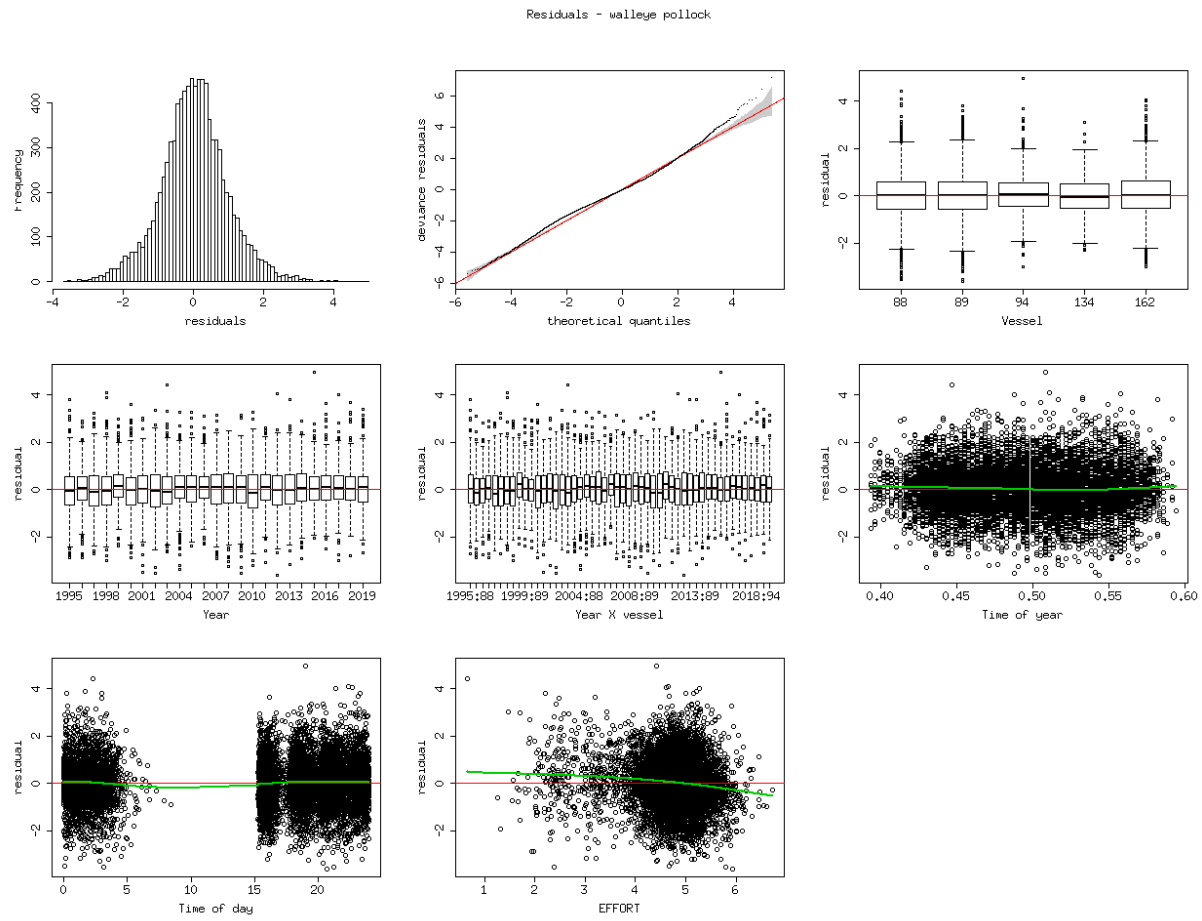 Residuals - walleye pollock
Frequency
0 100 200 300 400
-4 -2 0 2 4
residuals
deviance residuals
-6 -4 -2 0 2 4 6
-6 -4 -2 0 2 4
theoretical quantiles
residual
-2 0 2 4
88 89 94 134 162
Vessel
residual
-2 0 2 4
1995 1998 2001 2004 2007 2010 2013 2016 2019
Year
residual
-2 0 2 4
1995:88 1999:89 2004:88 2008:89 2013:89 2018:94
Year X vessel
residual
-2 0 2 4
0.40 0.45 0.50 0.55 0.60
Time of year
residual
-2 0 2 4
0 5 10 15 20
Time of day
residual
-2 0 2 4
1 2 3 4 5 6
EFFORT